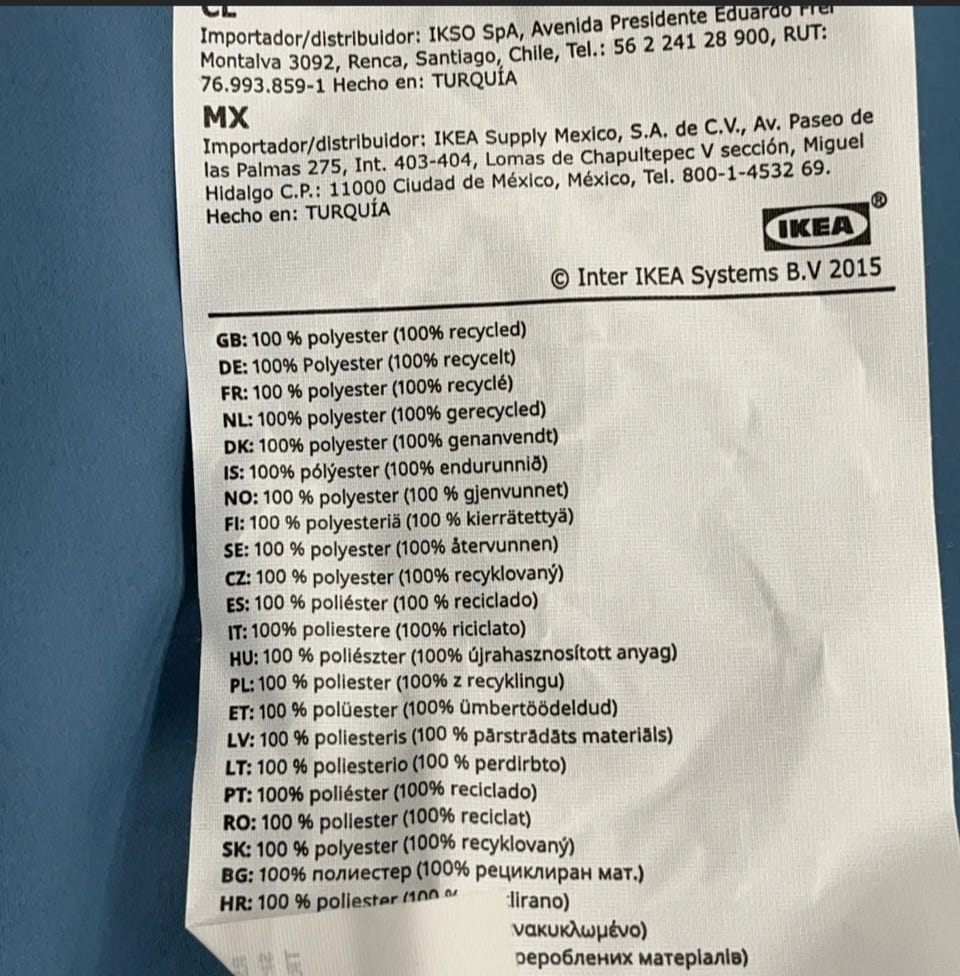 CL
Importador/distribuidor: IKSO SpA, Avenida Presidente Eduardo Frei
Montalva 3092, Renca, Santiago, Chile, Tel.: 56 2 241 28 900, RUT:
76.993.859-1 Hecho en: TURQUÍA
MX
Importador/distribuidor: IKEA Supply Mexico, S.A. de C.V., Av. Paseo de
las Palmas 275, Int. 403-404, Lomas de Chapultepec V sección, Miguel
Hidalgo C.P.: 11000 Ciudad de México, México, Tel. 800-1-4532 69.
Hecho en: TURQUÍA
IKEA®
© Inter IKEA Systems B.V 2015
GB: 100 % polyester (100% recycled)
DE: 100% Polyester (100% recycelt)
FR: 100 % polyester (100% recyclé)
NL: 100% polyester (100% gerecycled)
DK: 100% polyester (100% genanvendt)
IS: 100% pólýester (100% endurunnið)
NO: 100 % polyester (100 % gjenvunnet)
FI: 100 % polyesteriä (100 % kierrätettyä)
SE: 100 % polyester (100% återvunnen)
CZ: 100 % polyester (100% recyklovaný)
ES: 100 % poliéster (100 % reciclado)
IT: 100% poliestere (100% riciclato)
HU: 100 % poliészter (100% újrahasznosított anyag)
PL: 100 % poliester (100% z recyklingu)
ET: 100 % polüester (100% ümbertöödeldud)
LV: 100 % poliesteris (100 % pārstrādāts materiāls)
LT: 100 % poliesterio (100 % perdirbto)
PT: 100% poliéster (100% reciclado)
RO: 100 % poliester (100% reciclat)
SK: 100 % polyester (100% recyklovaný)
BG: 100% полиестер (100% рециклиран мат.)
HR: 100 % poliester (100 % lirano)
νακυκλωμένο)
рероблених матеріалів)